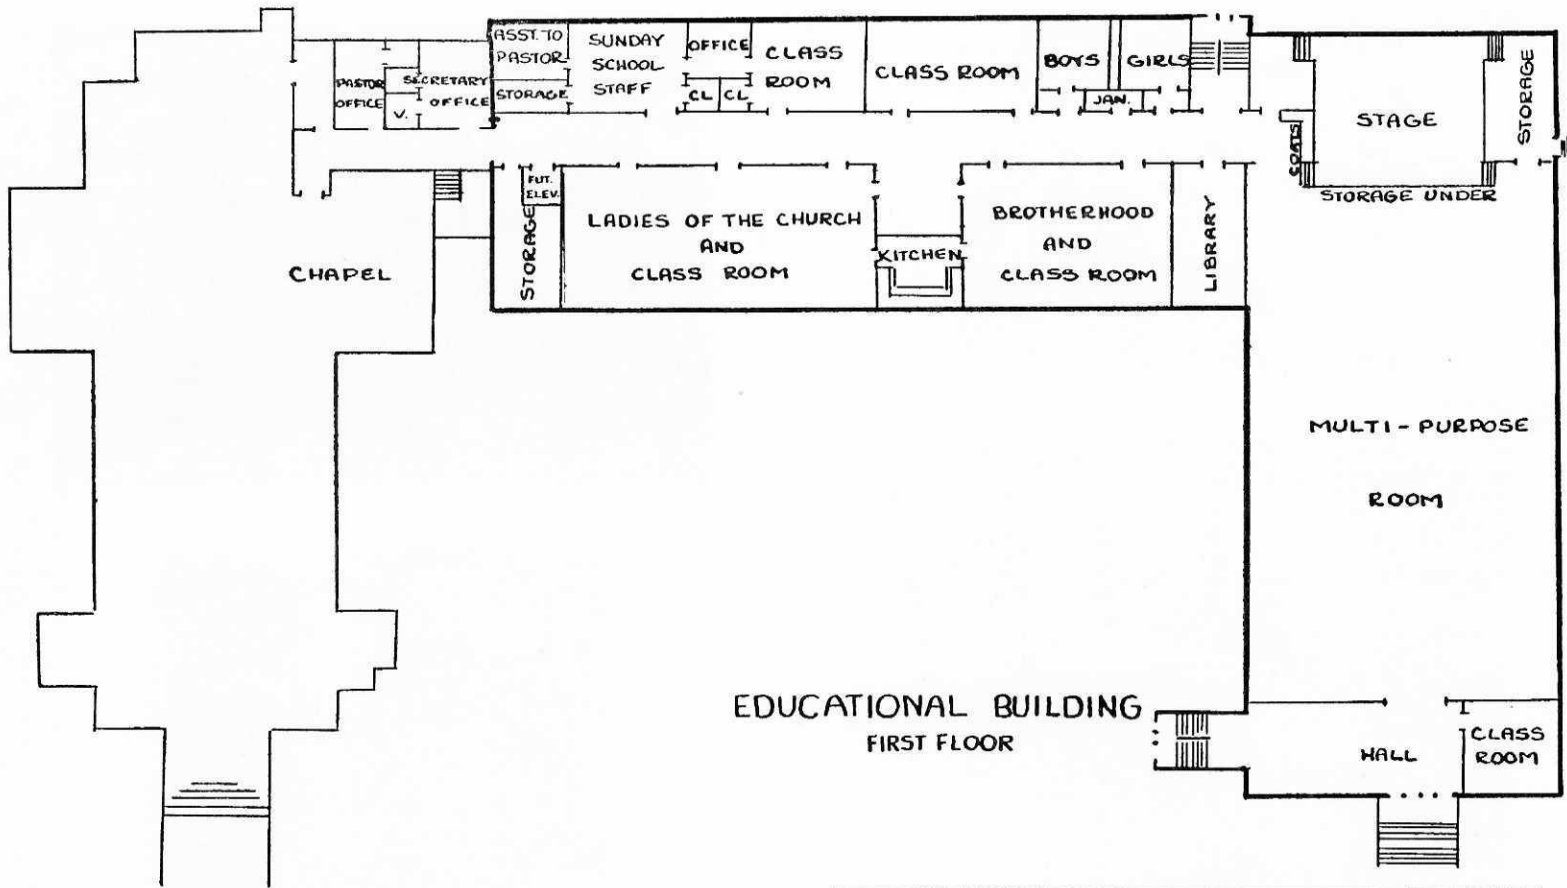 ASST. TO
PASTOR
SUNDAY
SCHOOL
STAFF
OFFICE
CLASS
ROOM
CLASS ROOM
BOYS
GIRLS
JAN.
STORAGE
CL
CL
PASTOR
OFFICE
SECRETARY
OFFICE
V.
STAGE
STORAGE
COATS
STORAGE UNDER
FUT.
ELEV.
STORAGE
LADIES OF THE CHURCH
AND
CLASS ROOM
KITCHEN
BROTHERHOOD
AND
CLASS ROOM
LIBRARY
CHAPEL
MULTI-PURPOSE
ROOM
EDUCATIONAL BUILDING
FIRST FLOOR
HALL
CLASS
ROOM